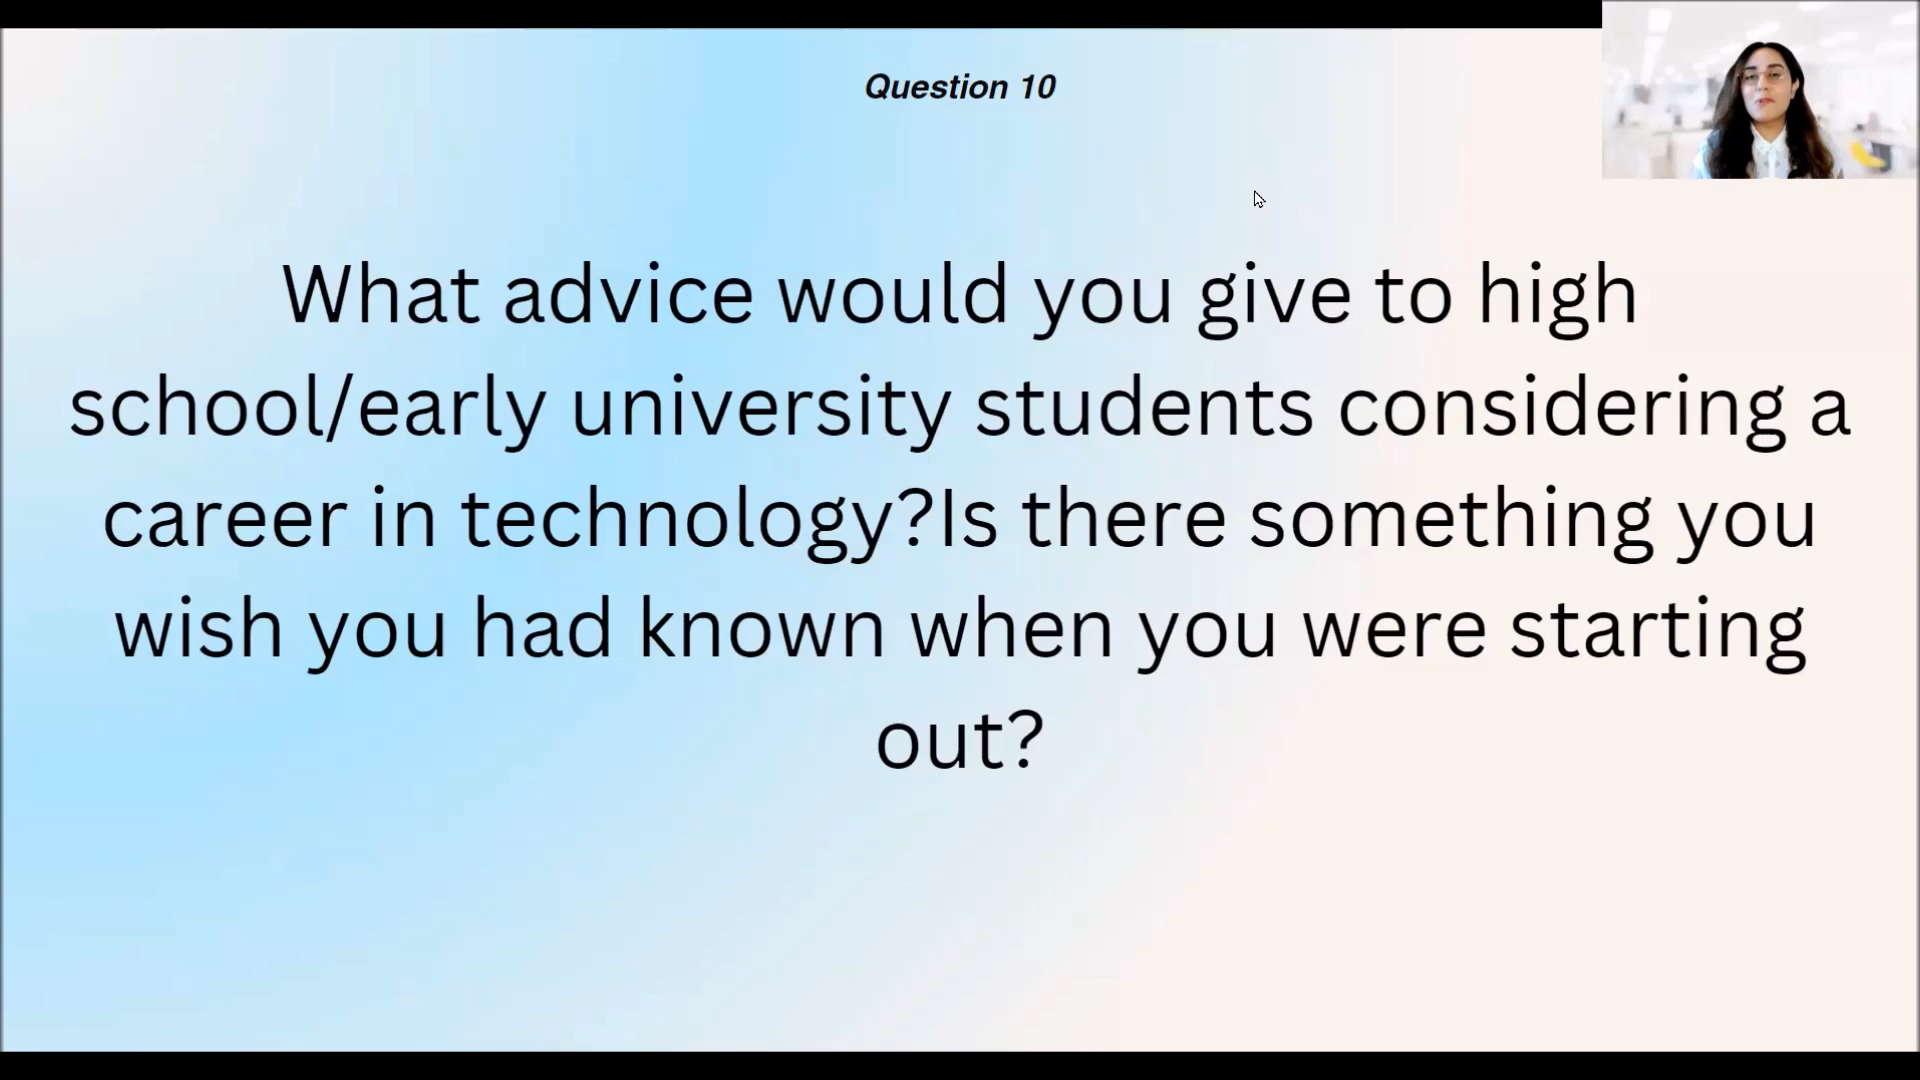 Question 10
What advice would you give to high
school/early university students considering a
career in technology?Is there something you
wish you had known when you were starting
out?